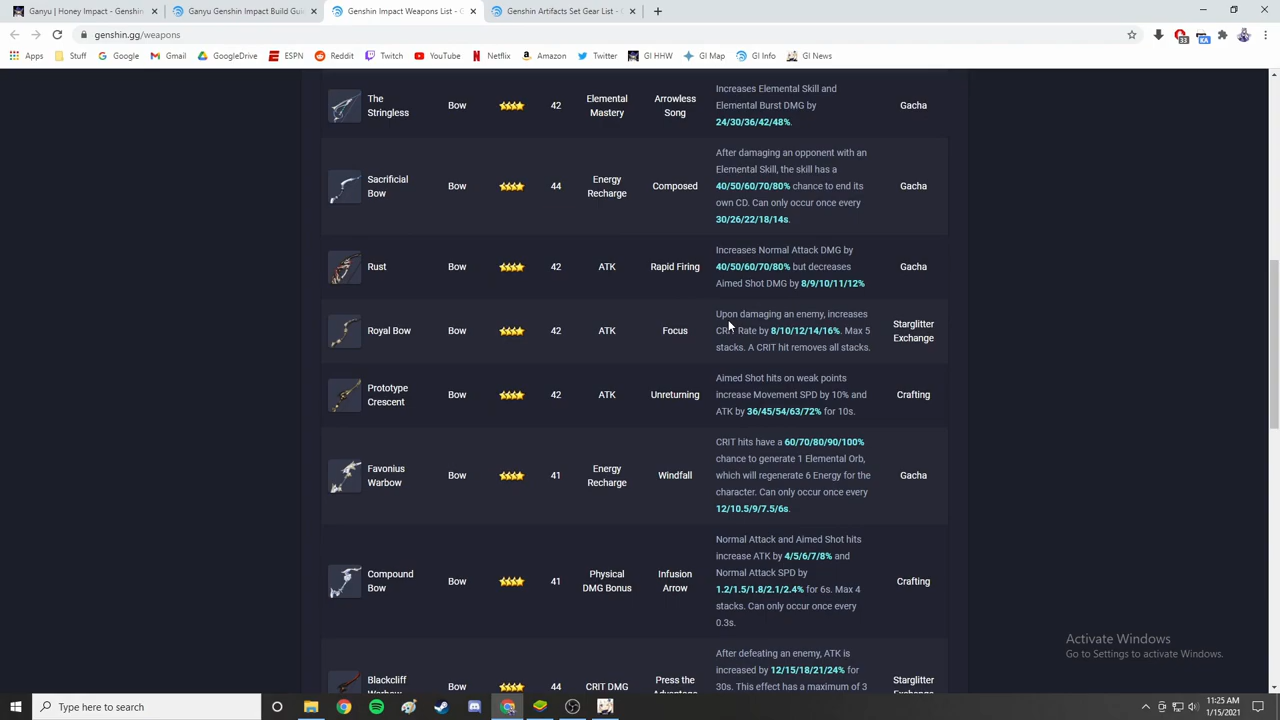 Ganyu | Honey Impact - Genshin I
Ganyu Genshin Impact Build Guid
Genshin Impact Weapons List -
Genshin Artifacts Set Gear List -
genshin.gg/weapons
33
Apps
Stuff
Google
Gmail
GoogleDrive
ESPN
Reddit
Twitch
YouTube
Netflix
Amazon
Twitter
GI HHW
GI Map
GI Info
GI News
The Stringless
Bow
42
Elemental Mastery
Arrowless Song
Increases Elemental Skill and
Elemental Burst DMG by
24/30/36/42/48%.
Gacha
Sacrificial Bow
Bow
44
Energy Recharge
Composed
After damaging an opponent with an
Elemental Skill, the skill has a
40/50/60/70/80% chance to end its
own CD. Can only occur once every
30/26/22/18/14s.
Gacha
Rust
Bow
42
ATK
Rapid Firing
Increases Normal Attack DMG by
40/50/60/70/80% but decreases
Aimed Shot DMG by 8/9/10/11/12%
Gacha
Royal Bow
Bow
42
ATK
Focus
Upon damaging an enemy, increases
CRIT Rate by 8/10/12/14/16%. Max 5
stacks. A CRIT hit removes all stacks.
Starglitter Exchange
Prototype Crescent
Bow
42
ATK
Unreturning
Aimed Shot hits on weak points
increase Movement SPD by 10% and
ATK by 36/45/54/63/72% for 10s.
Crafting
Favonius Warbow
Bow
41
Energy Recharge
Windfall
CRIT hits have a 60/70/80/90/100%
chance to generate 1 Elemental Orb,
which will regenerate 6 Energy for the
character. Can only occur once every
12/10.5/9/7.5/6s.
Gacha
Compound Bow
Bow
41
Physical DMG Bonus
Infusion Arrow
Normal Attack and Aimed Shot hits
increase ATK by 4/5/6/7/8% and
Normal Attack SPD by
1.2/1.5/1.8/2.1/2.4% for 6s. Max 4
stacks. Can only occur once every
0.3s.
Crafting
Blackcliff Warbow
Bow
44
CRIT DMG
Press the Advantage
After defeating an enemy, ATK is
increased by 12/15/18/21/24% for
30s. This effect has a maximum of 3
Starglitter Exchange
Activate Windows
Go to Settings to activate Windows.
Type here to search
11:25 AM
1/15/2021